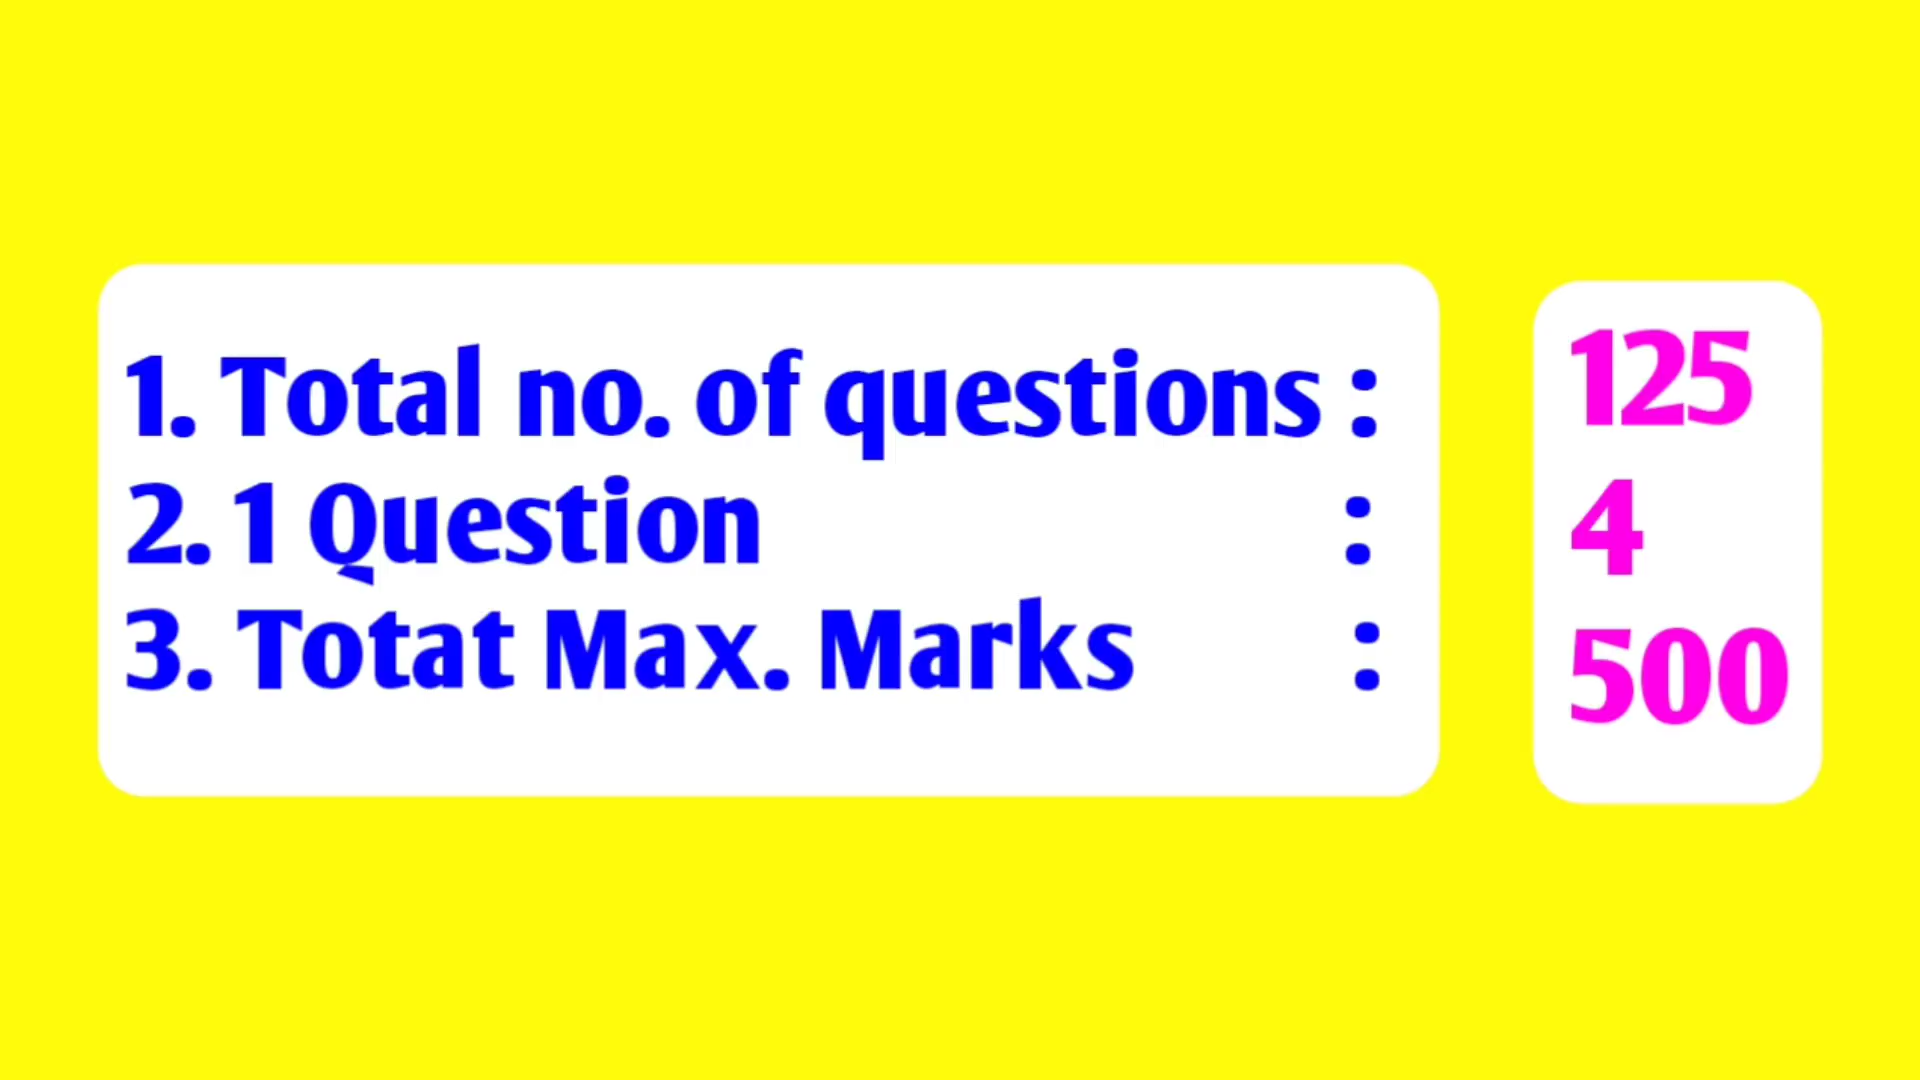 1. Total no. of questions : 125
2. 1 Question : 4
3. Totat Max. Marks : 500